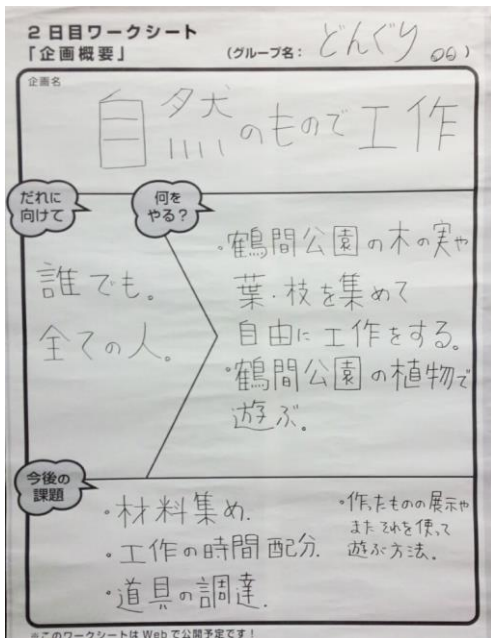 2日目ワークシート
「企画概要」
(グループ名: どんぐり)
企画名
自然のもので工作
だれに
向けて
誰でも。
全ての人。
何を
やる?
・鶴間公園の木の実や
葉・枝を集めて
自由に工作をする。
・鶴間公園の植物で
遊ぶ。
今後の
課題
・材料集め.
・工作の時間配分.
・道具の調達.
・作ったものの展示や
またそれを使って
遊ぶ方法。
※このワークシートはWebで公開予定です!